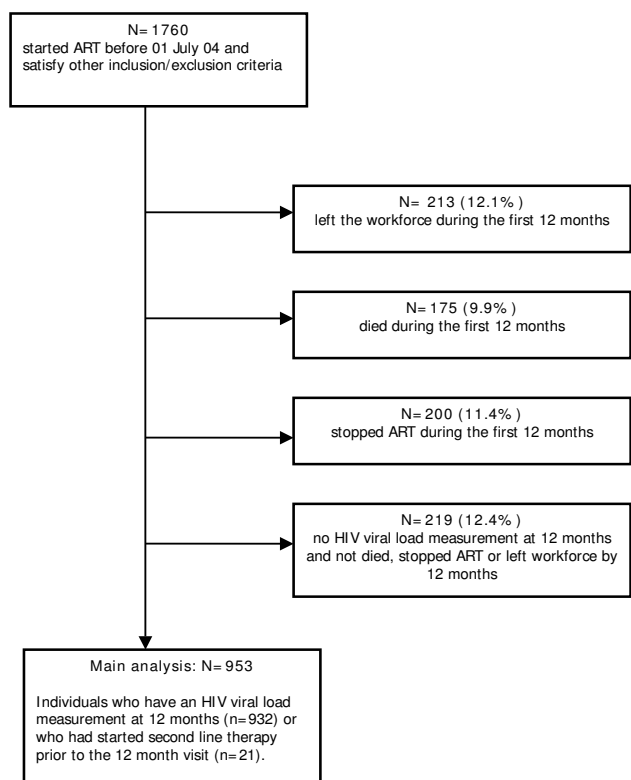 N= 1760
started ART before 01 July 04 and
satisfy other inclusion/exclusion criteria
N= 213 (12.1% )
left the workforce during the first 12 months
N= 175 (9.9% )
died during the first 12 months
N= 200 (11.4% )
stopped ART during the first 12 months
N= 219 (12.4% )
no HIV viral load measurement at 12 months
and not died, stopped ART or left workforce by
12 months
Main analysis: N= 953
Individuals who have an HIV viral load
measurement at 12 months (n= 932) or
who had started second line therapy
prior to the 12 month visit (n= 21).